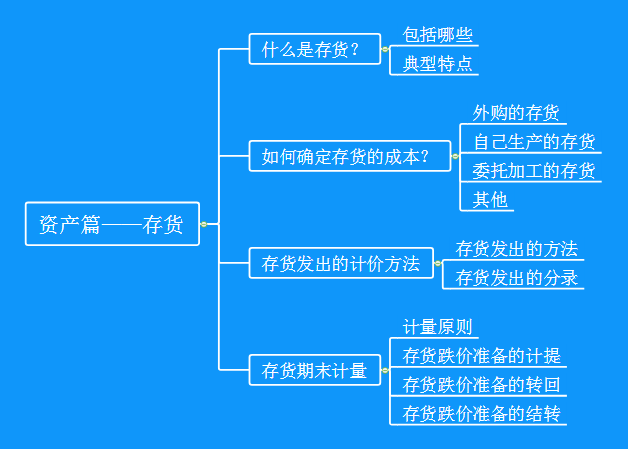 资产篇——存货
什么是存货？
包括哪些
典型特点
如何确定存货的成本？
外购的存货
自己生产的存货
委托加工的存货
其他
存货发出的计价方法
存货发出的方法
存货发出的分录
存货期末计量
计量原则
存货跌价准备的计提
存货跌价准备的转回
存货跌价准备的结转